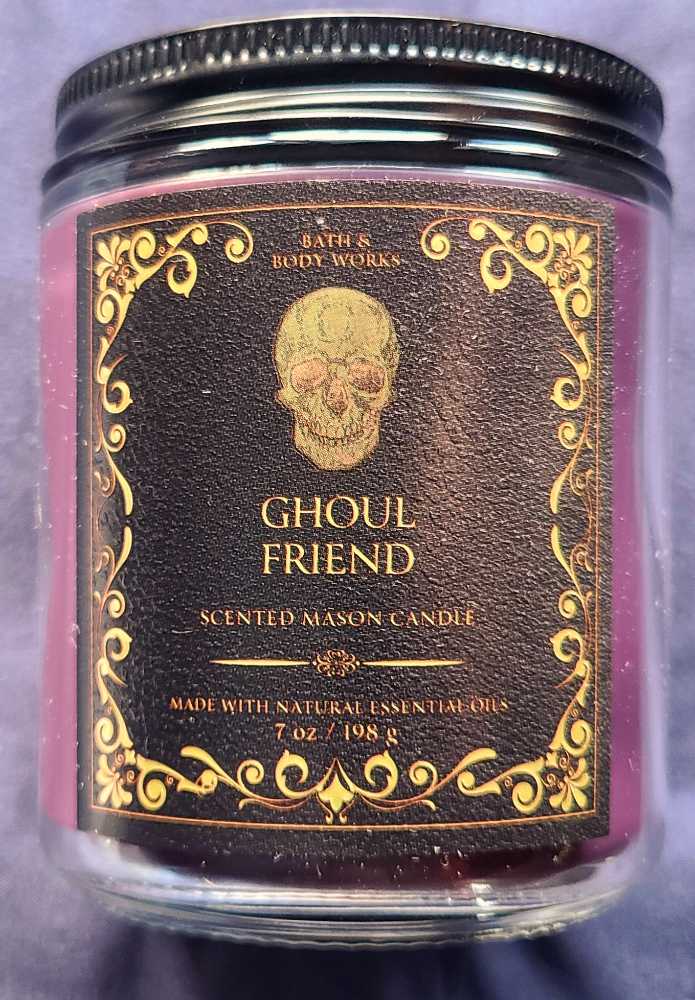 BATH &
BODY WORKS
GHOUL
FRIEND
SCENTED MASON CANDLE
MADE WITH NATURAL ESSENTIAL OILS
7 oz / 198 g